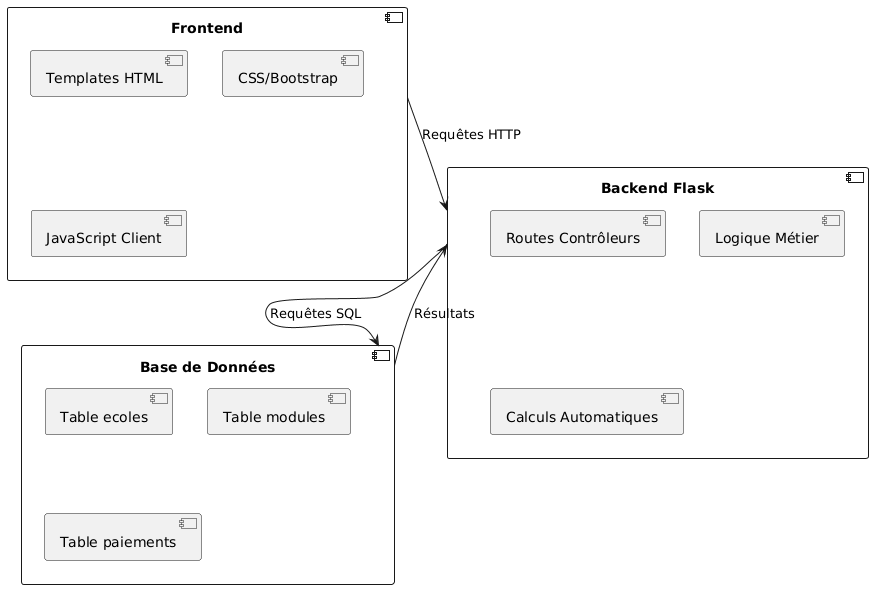 Frontend
Templates HTML
CSS/Bootstrap
JavaScript Client
Requêtes HTTP
Backend Flask
Routes Contrôleurs
Logique Métier
Calculs Automatiques
Requêtes SQL
Résultats
Base de Données
Table ecoles
Table modules
Table paiements